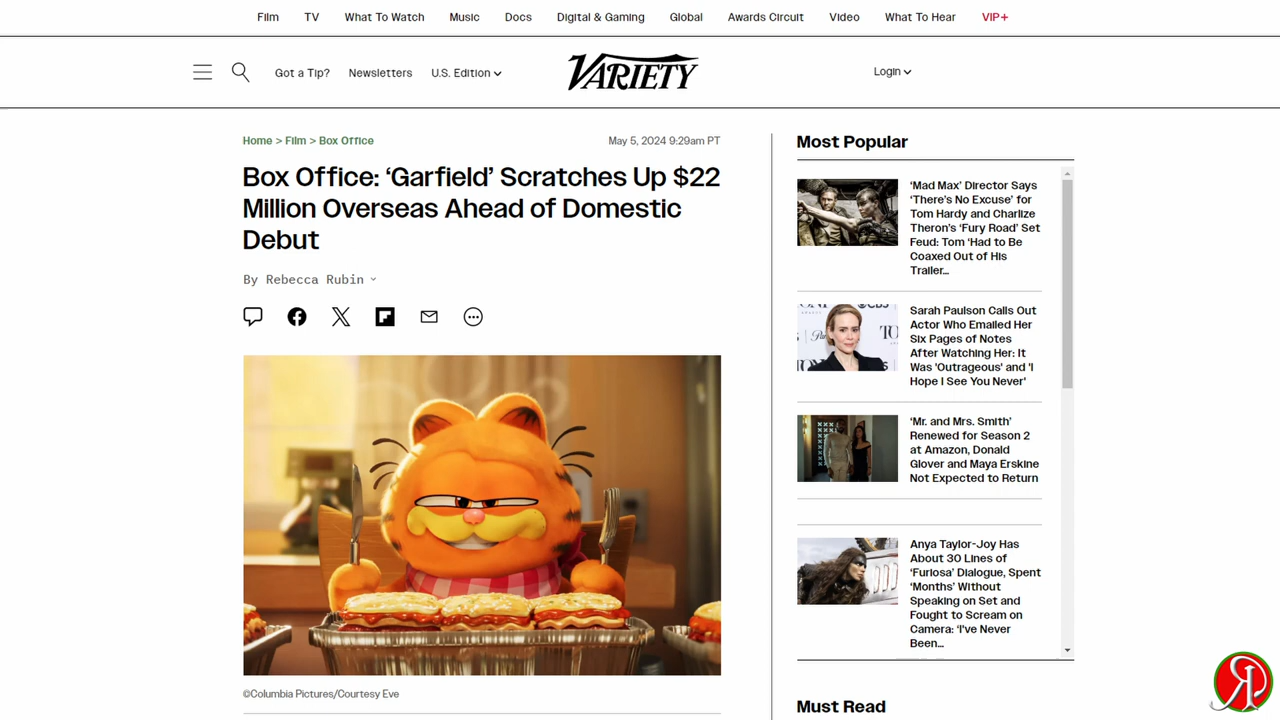 Film TV What To Watch Music Docs Digital & Gaming Global Awards Circuit Video What To Hear VIP+
Got a Tip? Newsletters U.S. Edition VARIETY Login
Home > Film > Box Office May 5, 2024 9:29am PT
Box Office: ‘Garfield’ Scratches Up $22
Million Overseas Ahead of Domestic
Debut
By Rebecca Rubin
©Columbia Pictures/Courtesy Eve
Most Popular
‘Mad Max’ Director Says
‘There’s No Excuse’ for
Tom Hardy and Charlize
Theron’s ‘Fury Road’ Set
Feud: Tom ‘Had to Be
Coaxed Out of His
Trailer...
Sarah Paulson Calls Out
Actor Who Emailed Her
Six Pages of Notes
After Watching Her: It
Was 'Outrageous' and 'I
Hope I See You Never'
‘Mr. and Mrs. Smith’
Renewed for Season 2
at Amazon, Donald
Glover and Maya Erskine
Not Expected to Return
Anya Taylor-Joy Has
About 30 Lines of
‘Furiosa’ Dialogue, Spent
‘Months’ Without
Speaking on Set and
Fought to Scream on
Camera: ‘I’ve Never
Been...
Must Read